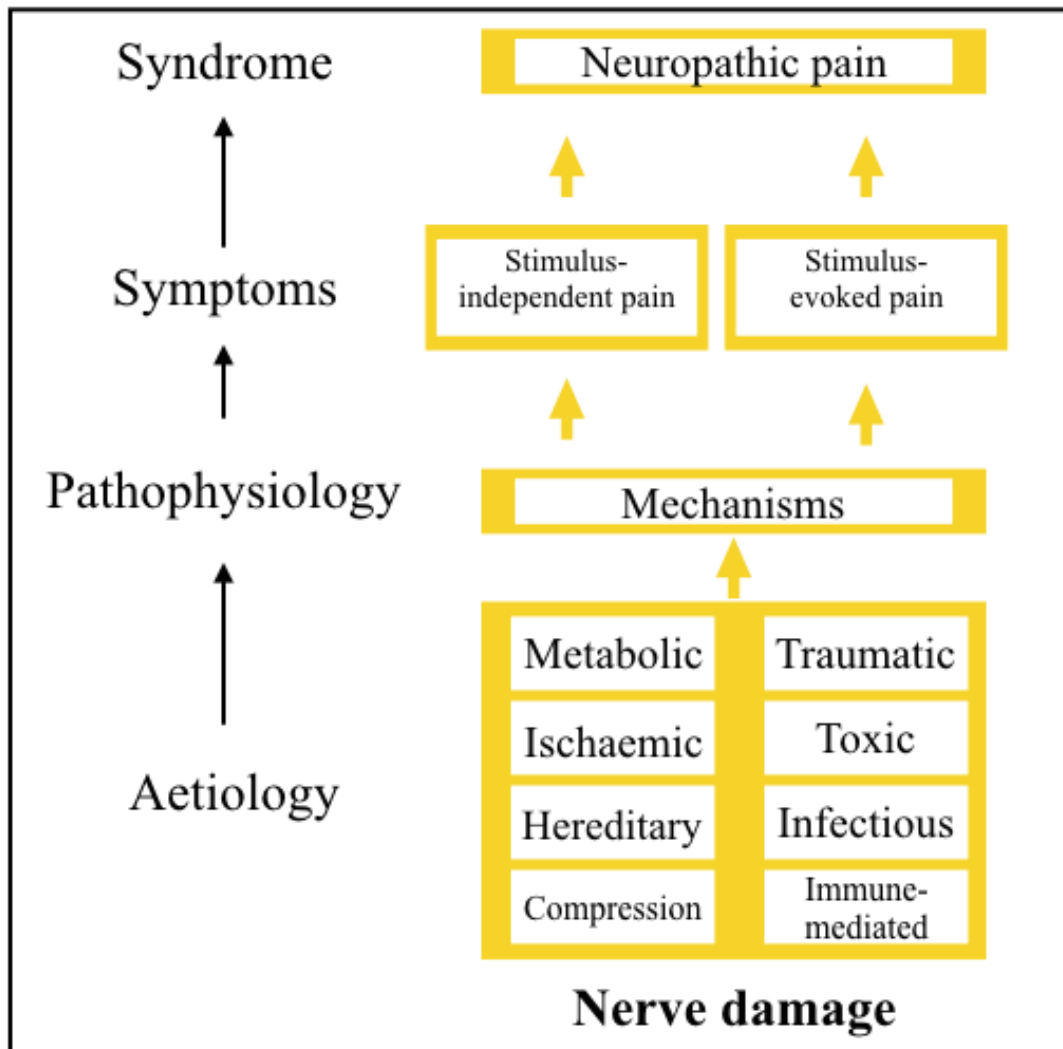 Syndrome
Neuropathic pain
Symptoms
Stimulus-
independent pain
Stimulus-
evoked pain
Pathophysiology
Mechanisms
Aetiology
Metabolic
Traumatic
Ischaemic
Toxic
Hereditary
Infectious
Compression
Immune-
mediated
Nerve damage